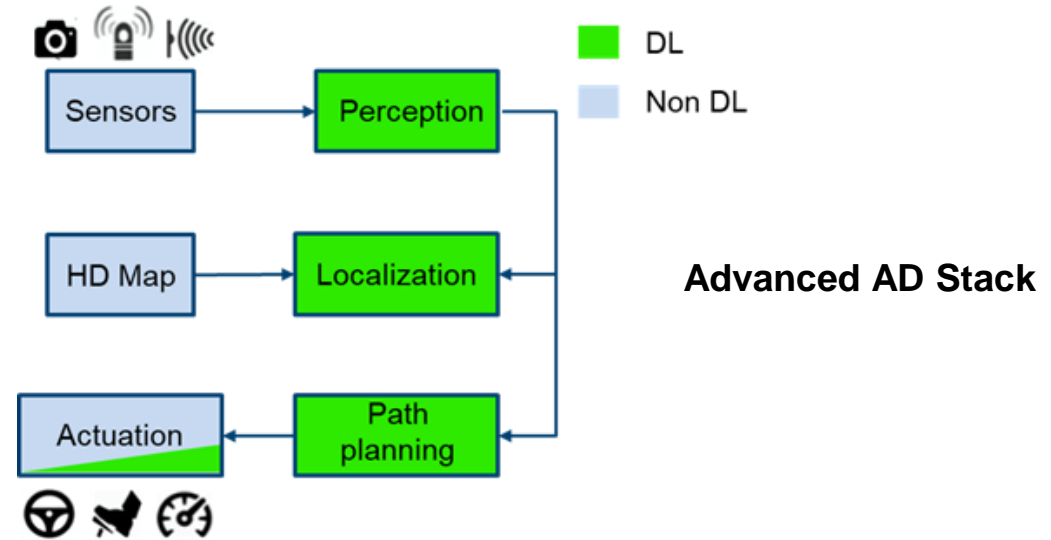 DL
Sensors
Perception
Non DL
HD Map
Localization
Advanced AD Stack
Actuation
Path
planning